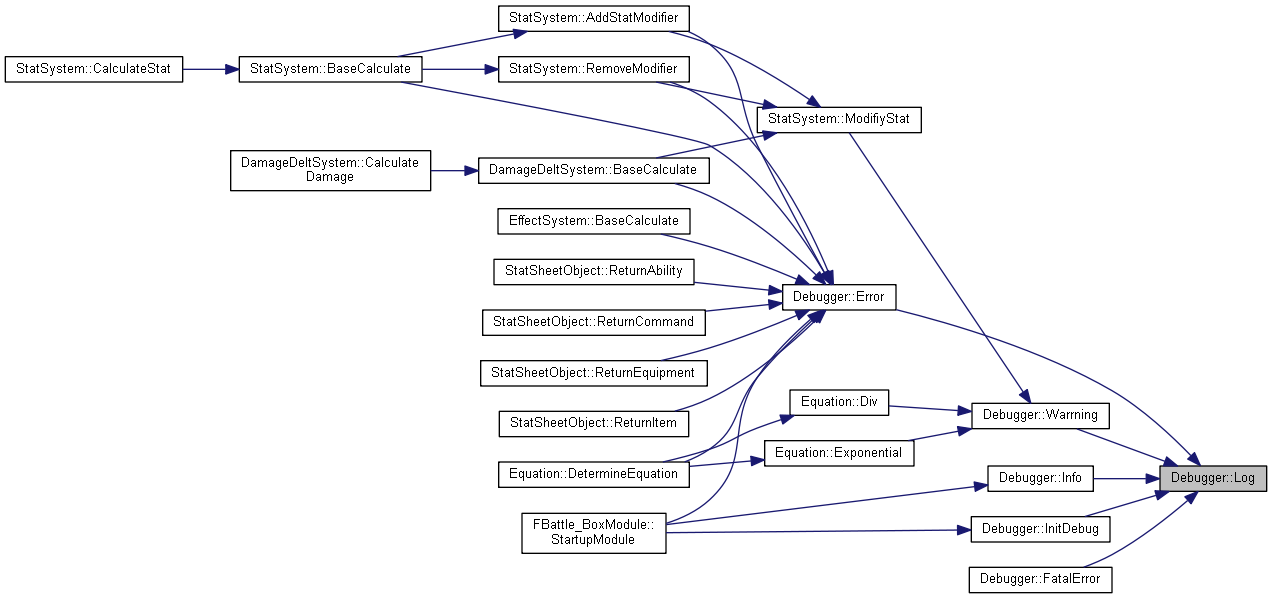 StatSystem::AddStatModifier
StatSystem::CalculateStat
StatSystem::BaseCalculate
StatSystem::RemoveModifier
StatSystem::ModifiyStat
DamageDeltSystem::Calculate
Damage
DamageDeltSystem::BaseCalculate
EffectSystem::BaseCalculate
StatSheetObject::ReturnAbility
Debugger::Error
StatSheetObject::ReturnCommand
StatSheetObject::ReturnEquipment
Equation::Div
Debugger::Warrning
StatSheetObject::ReturnItem
Equation::Exponential
Equation::DetermineEquation
Debugger::Info
Debugger::Log
FBattle_BoxModule::
StartupModule
Debugger::InitDebug
Debugger::FatalError